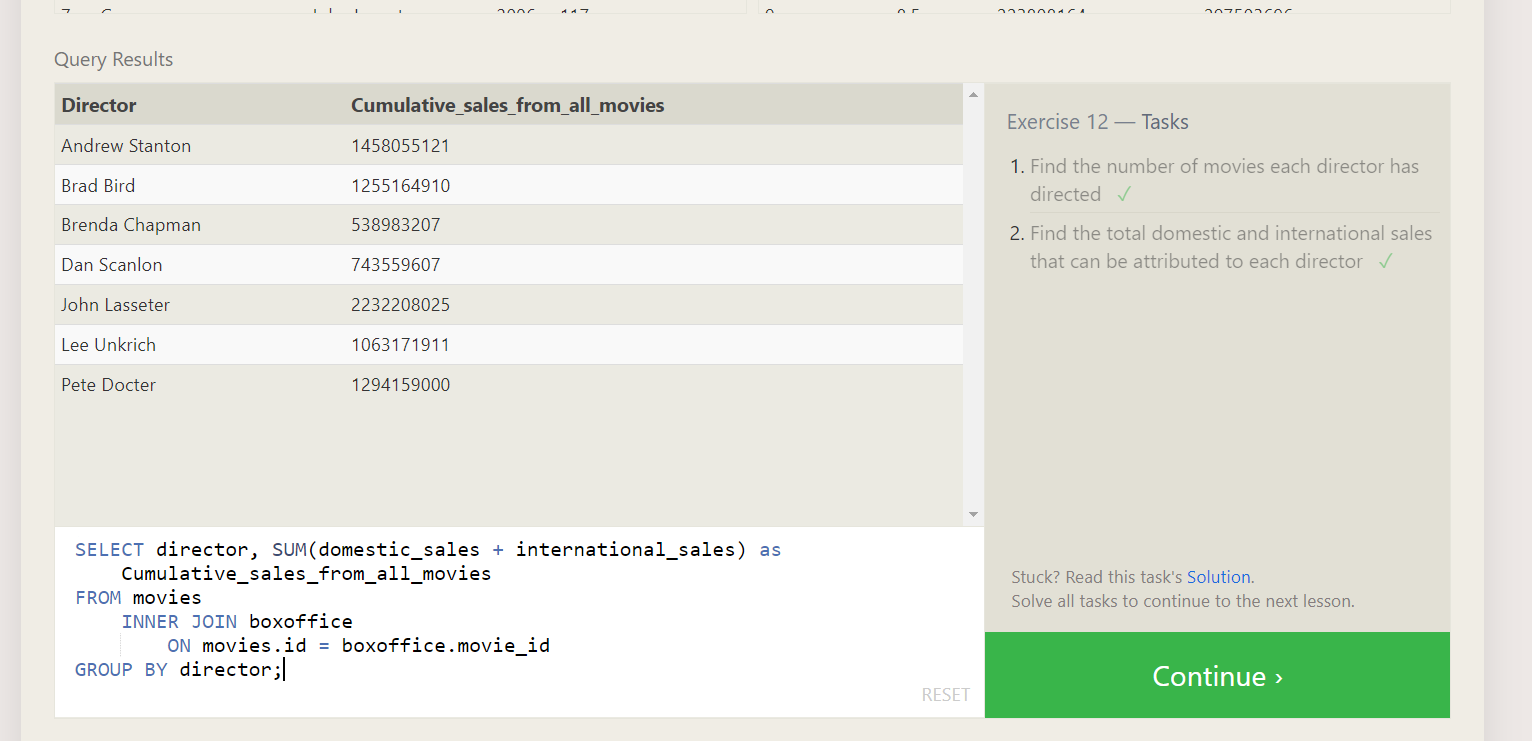 Query Results
Director Cumulative_sales_from_all_movies
Andrew Stanton 1458055121
Brad Bird 1255164910
Brenda Chapman 538983207
Dan Scanlon 743559607
John Lasseter 2232208025
Lee Unkrich 1063171911
Pete Docter 1294159000
SELECT director, SUM(domestic_sales + international_sales) as
Cumulative_sales_from_all_movies
FROM movies
INNER JOIN boxoffice
ON movies.id = boxoffice.movie_id
GROUP BY director;
RESET
Exercise 12 — Tasks
1. Find the number of movies each director has
directed ✓
2. Find the total domestic and international sales
that can be attributed to each director ✓
Stuck? Read this task's Solution.
Solve all tasks to continue to the next lesson.
Continue ›